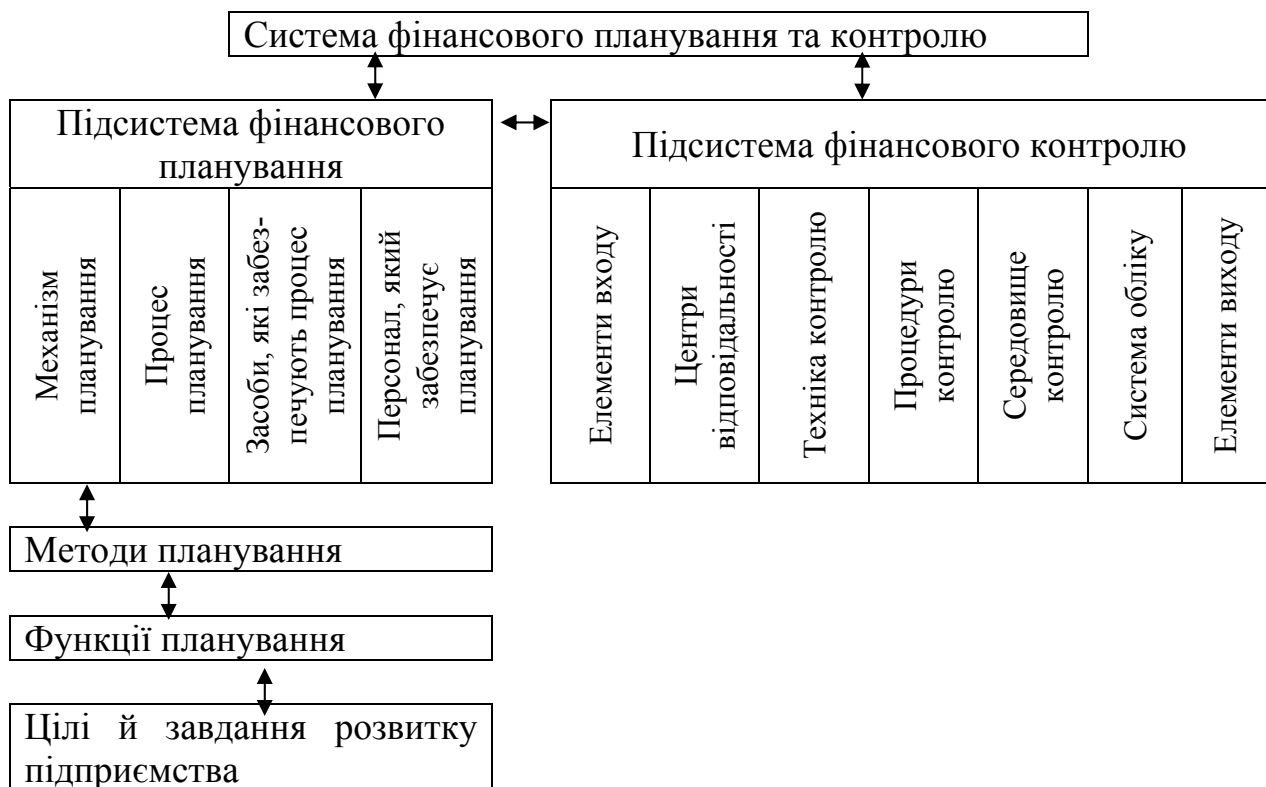 Система фінансового планування та контролю
Підсистема фінансового
планування
Підсистема фінансового контролю
Механізм
планування
Процес
планування
Засоби, які забез-
печують процес
планування
Персонал, який
забезпечує
планування
Елементи входу
Центри
відповідальності
Техніка контролю
Процедури
контролю
Середовище
контролю
Система обліку
Елементи виходу
Методи планування
Функції планування
Цілі й завдання розвитку
підприємства